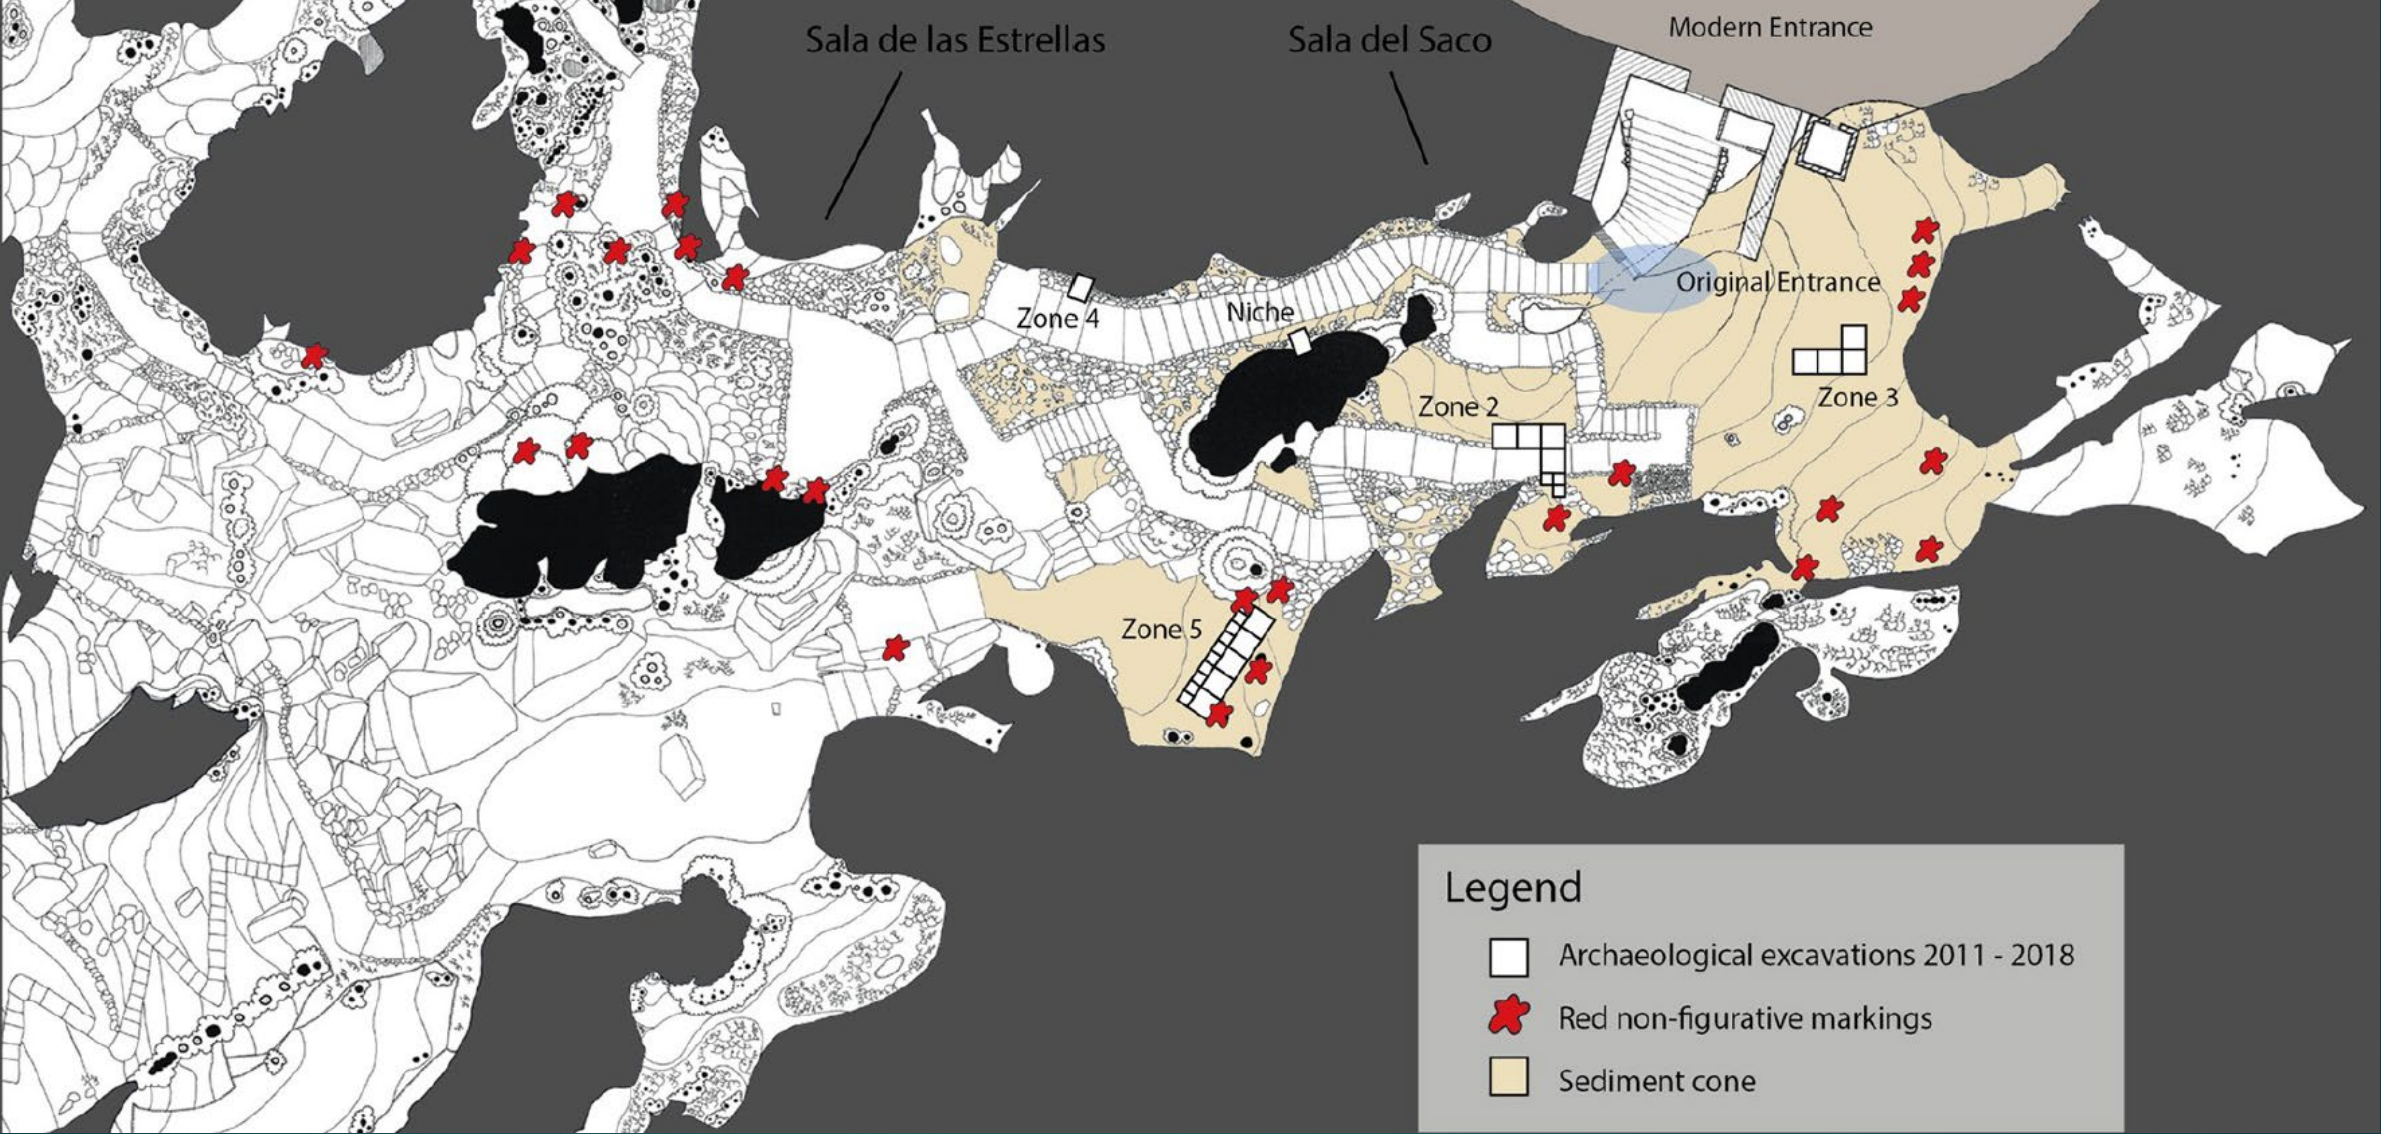 Sala de las Estrellas
Sala del Saco
Modern Entrance
Original Entrance
Niche
Zone 4
Zone 2
Zone 3
Zone 5
Legend
Archaeological excavations 2011 - 2018
Red non-figurative markings
Sediment cone